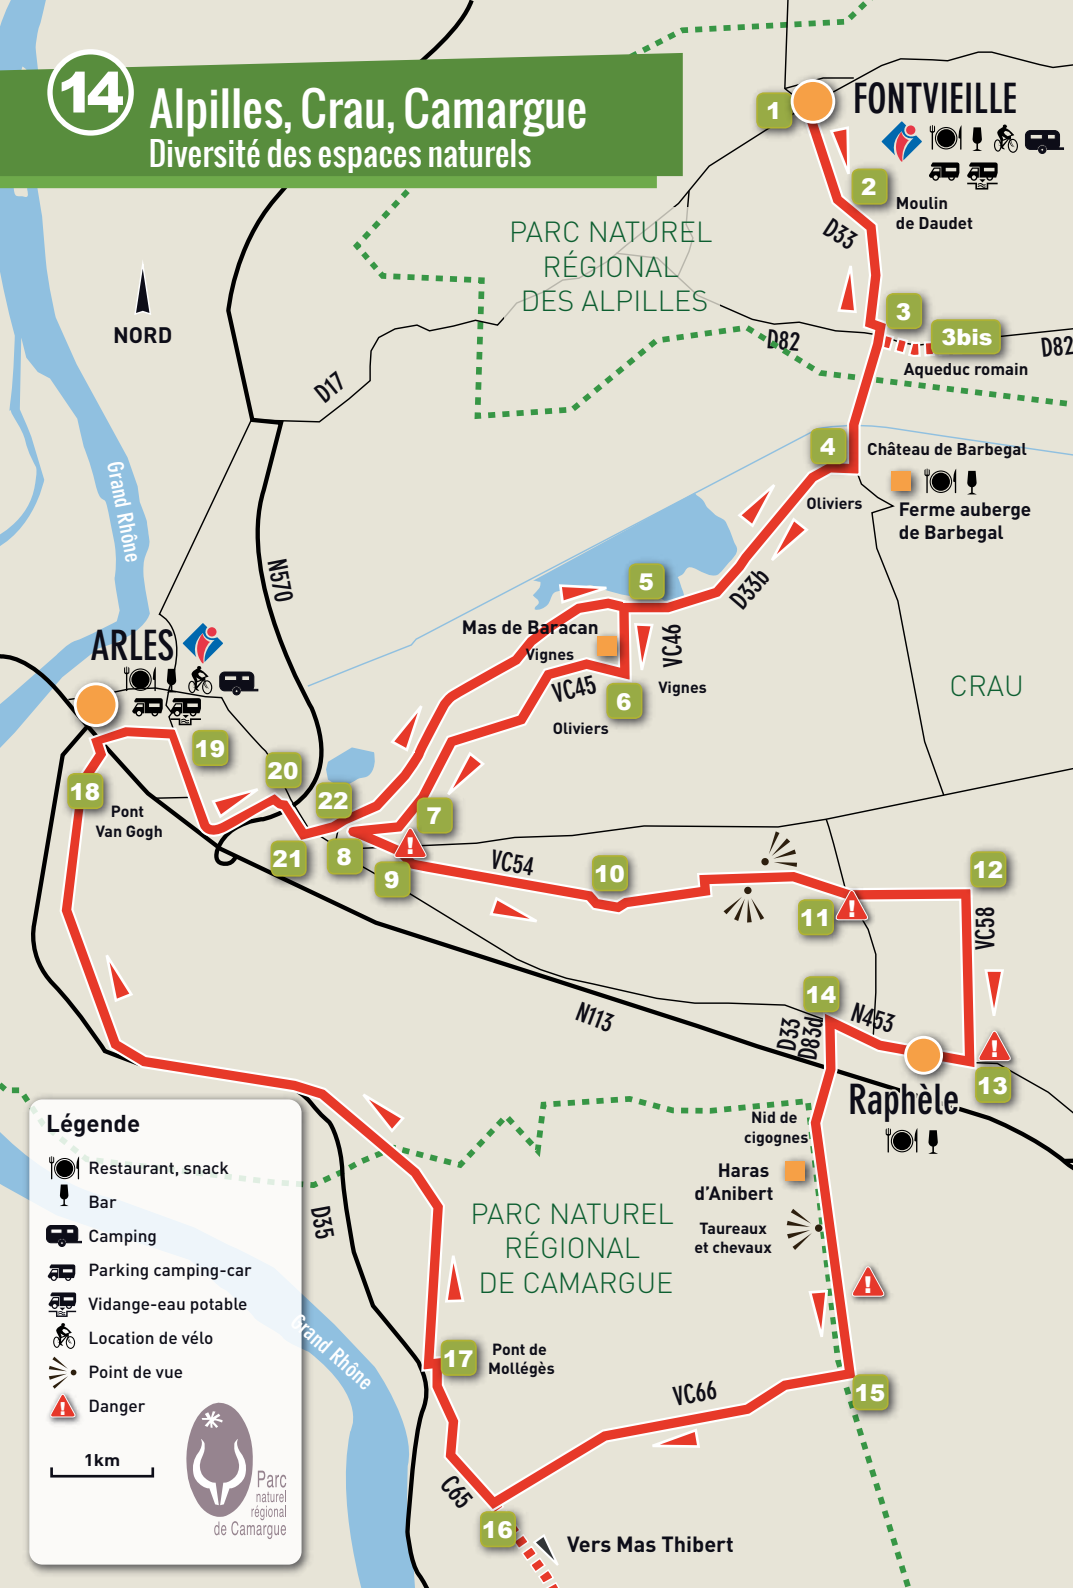 14
Alpilles, Crau, Camargue
Diversité des espaces naturels
FONTVIEILLE
1
2
Moulin
de Daudet
D33
PARC NATUREL
RÉGIONAL
DES ALPILLES
NORD
3
3bis
D82
D82
Aqueduc romain
D17
4
Château de Barbegal
Oliviers
Ferme auberge
de Barbegal
Grand Rhône
N570
5
D33b
Mas de Baracan
Vignes
VC46
ARLES
VC45
6
Vignes
CRAU
Oliviers
19
20
18
Pont
Van Gogh
22
7
21
8
9
VC54
10
12
11
VC58
14
N113
D33
D83d
N453
13
Raphèle
Nid de
cigognes
Haras
d'Anibert
Taureaux
et chevaux
PARC NATUREL
RÉGIONAL
DE CAMARGUE
D35
Grand Rhône
17
Pont de
Mollégès
15
VC66
C65
16
Vers Mas Thibert
Légende
Restaurant, snack
Bar
Camping
Parking camping-car
Vidange-eau potable
Location de vélo
Point de vue
Danger
1km
Parc
naturel
régional
de Camargue